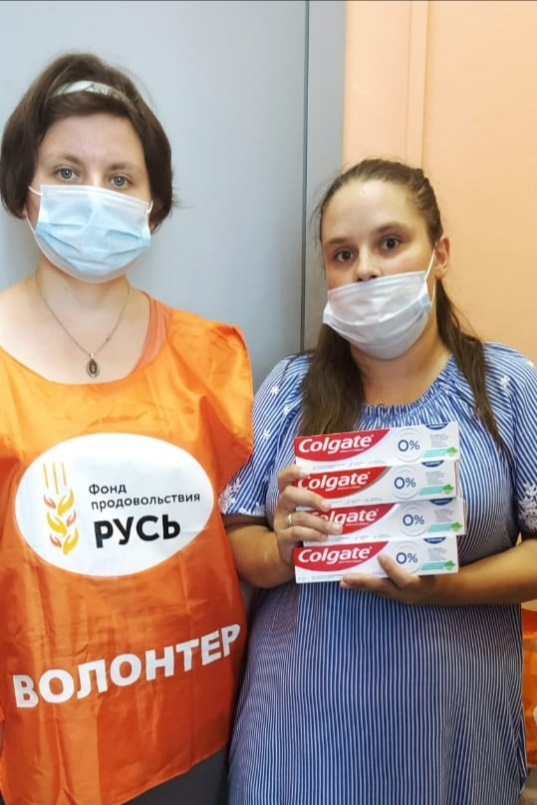 Фонд
продовольствия
РУСЬ
ВОЛОНТЕР
Colgate 0%
Colgate 0%
Colgate 0%
Colgate 0%